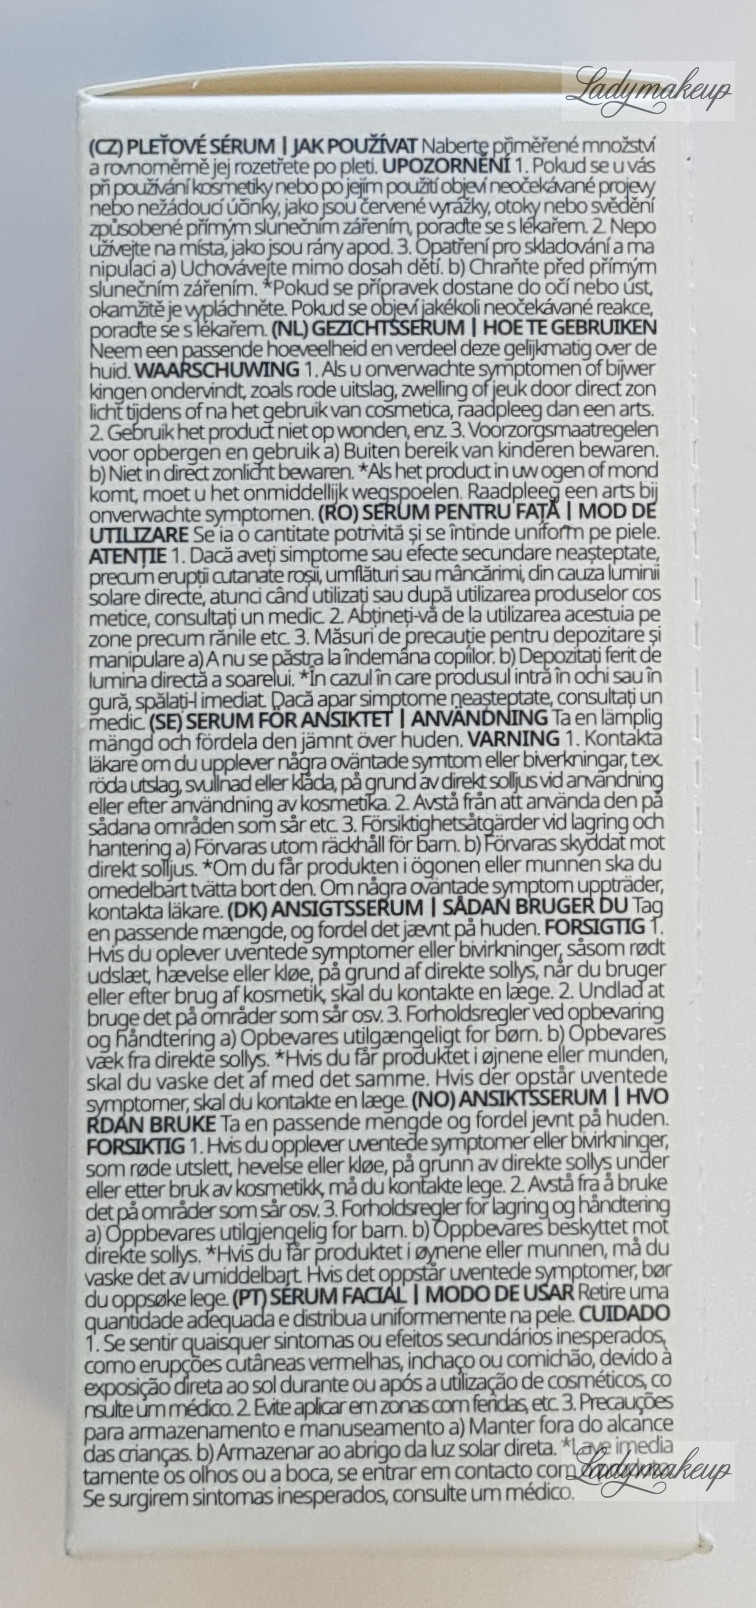 Ladymakeup
(CZ) PLEŤOVÉ SÉRUM | JAK POUŽÍVAT Naberte přiměřené množství
a rovnoměrně jej rozetřete po pleti. UPOZORNĚNÍ 1. Pokud se u vás
při používání kosmetiky nebo po jejím použití objeví neočekávané projevy
nebo nežádoucí účinky, jako jsou červené vyrážky, otoky nebo svědění
způsobené přímým slunečním zářením, poraďte se s lékařem. 2. Nepo
užívejte na místa, jako jsou rány apod. 3. Opatření pro skladování a ma
nipulaci a) Uchovávejte mimo dosah dětí. b) Chraňte před přímým
slunečním zářením. *Pokud se přípravek dostane do očí nebo úst,
okamžitě je vypláchněte. Pokud se objeví jakékoli neočekávané reakce,
poraďte se s lékařem. (NL) GEZICHTSSERUM | HOE TE GEBRUIKEN
Neem een passende hoeveelheid en verdeel deze gelijkmatig over de
huid. WAARSCHUWING 1. Als u onverwachte symptomen of bijwer
kingen ondervindt, zoals rode uitslag, zwelling of jeuk door direct zon
licht tijdens of na het gebruik van cosmetica, raadpleeg dan een arts.
2. Gebruik het product niet op wonden, enz. 3. Voorzorgsmaatregelen
voor opbergen en gebruik a) Buiten bereik van kinderen bewaren.
b) Niet in direct zonlicht bewaren. *Als het product in uw ogen of mond
komt, moet u het onmiddellijk wegspoelen. Raadpleeg een arts bij
onverwachte symptomen. (RO) SERUM PENTRU FAȚĂ | MOD DE
UTILIZARE Se ia o cantitate potrivită și se întinde uniform pe piele.
ATENȚIE 1. Dacă aveți simptome sau efecte secundare neașteptate,
precum erupții cutanate roșii, umflături sau mâncărimi, din cauza luminii
solare directe, atunci când utilizați sau după utilizarea produselor cos
metice, consultați un medic. 2. Abțineți-vă de la utilizarea acestuia pe
zone precum rănile etc. 3. Măsuri de precauție pentru depozitare și
manipulare a) A nu se păstra la îndemâna copiilor. b) Depozitați ferit de
lumina directă a soarelui. *În cazul în care produsul intră în ochi sau în
gură, spălați-l imediat. Dacă apar simptome neașteptate, consultați un
medic. (SE) SERUM FÖR ANSIKTET | ANVÄNDNING Ta en lämplig
mängd och fördela den jämnt över huden. VARNING 1. Kontakta
läkare om du upplever några oväntade symtom eller biverkningar, t.ex.
röda utslag, svullnad eller klåda, på grund av direkt solljus vid användning
eller efter användning av kosmetika. 2. Avstå från att använda den på
sådana områden som sår etc. 3. Försiktighetsåtgärder vid lagring och
hantering a) Förvaras utom räckhåll för barn. b) Förvaras skyddat mot
direkt solljus. *Om du får produkten i ögonen eller munnen ska du
omedelbart tvätta bort den. Om några oväntade symptom uppträder,
kontakta läkare. (DK) ANSIGTSSERUM | SÅDAN BRUGER DU Tag
en passende mængde, og fordel det jævnt på huden. FORSIGTIG 1.
Hvis du oplever uventede symptomer eller bivirkninger, såsom rødt
udslæt, hævelse eller kløe, på grund af direkte sollys, når du bruger
eller efter brug af kosmetik, skal du kontakte en læge. 2. Undlad at
bruge det på områder som sår osv. 3. Forholdsregler ved opbevaring
og håndtering a) Opbevares utilgængeligt for børn. b) Opbevares
væk fra direkte sollys. *Hvis du får produktet i øjnene eller munden,
skal du vaske det af med det samme. Hvis der opstår uventede
symptomer, skal du kontakte en læge. (NO) ANSIKTSSERUM | HVO
RDAN BRUKE Ta en passende mengde og fordel jevnt på huden.
FORSIKTIG 1. Hvis du opplever uventede symptomer eller bivirkninger,
som røde utslett, hevelse eller kløe, på grunn av direkte sollys under
eller etter bruk av kosmetikk, må du kontakte lege. 2. Avstå fra å bruke
det på områder som sår osv. 3. Forholdsregler for lagring og håndtering
a) Oppbevares utilgjengelig for barn. b) Oppbevares beskyttet mot
direkte sollys. *Hvis du får produktet i øynene eller munnen, må du
vaske det av umiddelbart. Hvis det oppstår uventede symptomer, bør
du oppsøke lege. (PT) SÉRUM FACIAL | MODO DE USAR Retire uma
quantidade adequada e distribua uniformemente na pele. CUIDADO
1. Se sentir quaisquer sintomas ou efeitos secundários inesperados,
como erupções cutâneas vermelhas, inchaço ou comichão, devido à
exposição direta ao sol durante ou após a utilização de cosméticos, co
nsulte um médico. 2. Evite aplicar em zonas com feridas, etc. 3. Precauções
para armazenamento e manuseamento a) Manter fora do alcance
das crianças. b) Armazenar ao abrigo da luz solar direta. *Lave imedia
tamente os olhos ou a boca, se entrar em contacto com
Ladymakeup
Se surgirem sintomas inesperados, consulte um médico.